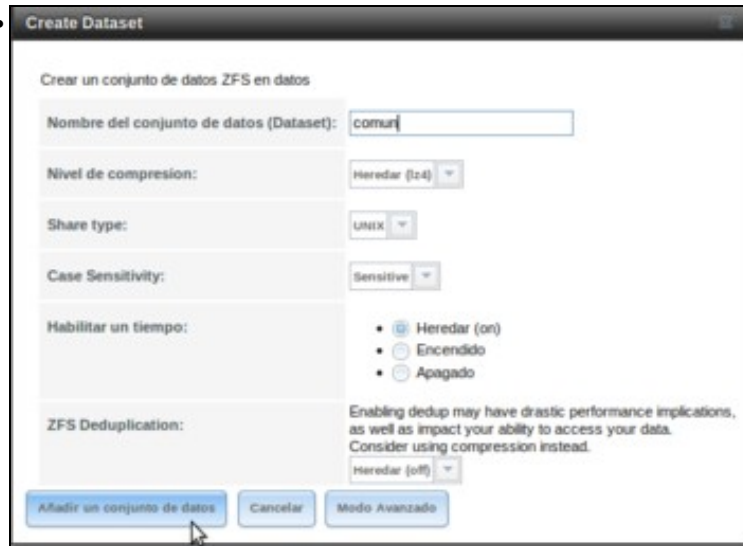 Create Dataset
Crear un conjunto de datos ZFS en datos
Nombre del conjunto de datos (Dataset): comun
Nivel de compresion: Heredar (lz4)
Share type: UNIX
Case Sensitivity: Sensitive
Habilitar un tiempo: Heredar (on)
Encendido
Apagado
ZFS Deduplication: Enabling dedup may have drastic performance implications,
as well as impact your ability to access your data.
Consider using compression instead.
Heredar (off)
Añadir un conjunto de datos Cancelar Modo Avanzado